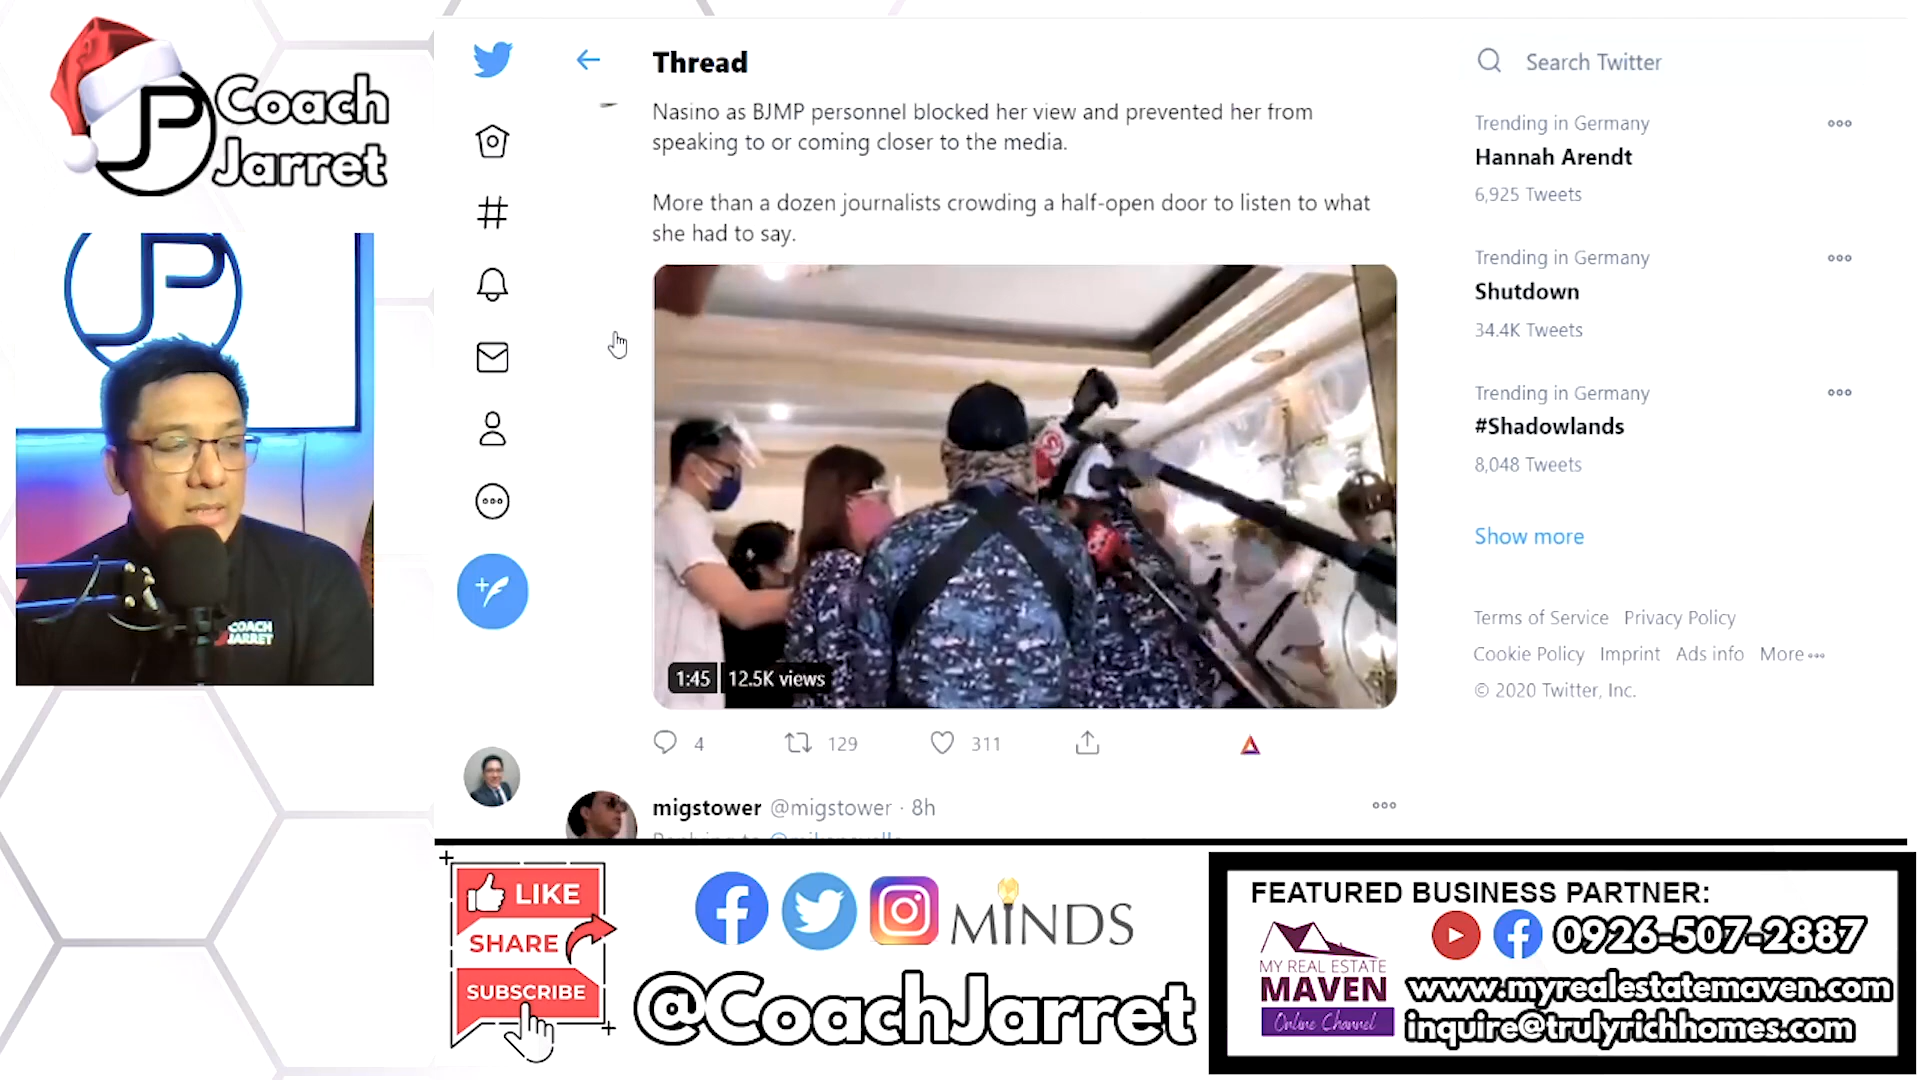 Coach
Jarret
COACH
JARRET
Thread
Nasino as BJMP personnel blocked her view and prevented her from
speaking to or coming closer to the media.
More than a dozen journalists crowding a half-open door to listen to what
she had to say.
1:45 12.5K views
4 129 311
migstower @migstower · 8h
Search Twitter
Trending in Germany
Hannah Arendt
6,925 Tweets
Trending in Germany
Shutdown
34.4K Tweets
Trending in Germany
#Shadowlands
8,048 Tweets
Show more
Terms of Service Privacy Policy
Cookie Policy Imprint Ads info More
© 2020 Twitter, Inc.
LIKE
SHARE
SUBSCRIBE
MINDS
@CoachJarret
FEATURED BUSINESS PARTNER:
0926-507-2887
MY REAL ESTATE
MAVEN
Online Channel
www.myrealestatemaven.com
inquire@trulyrichhomes.com